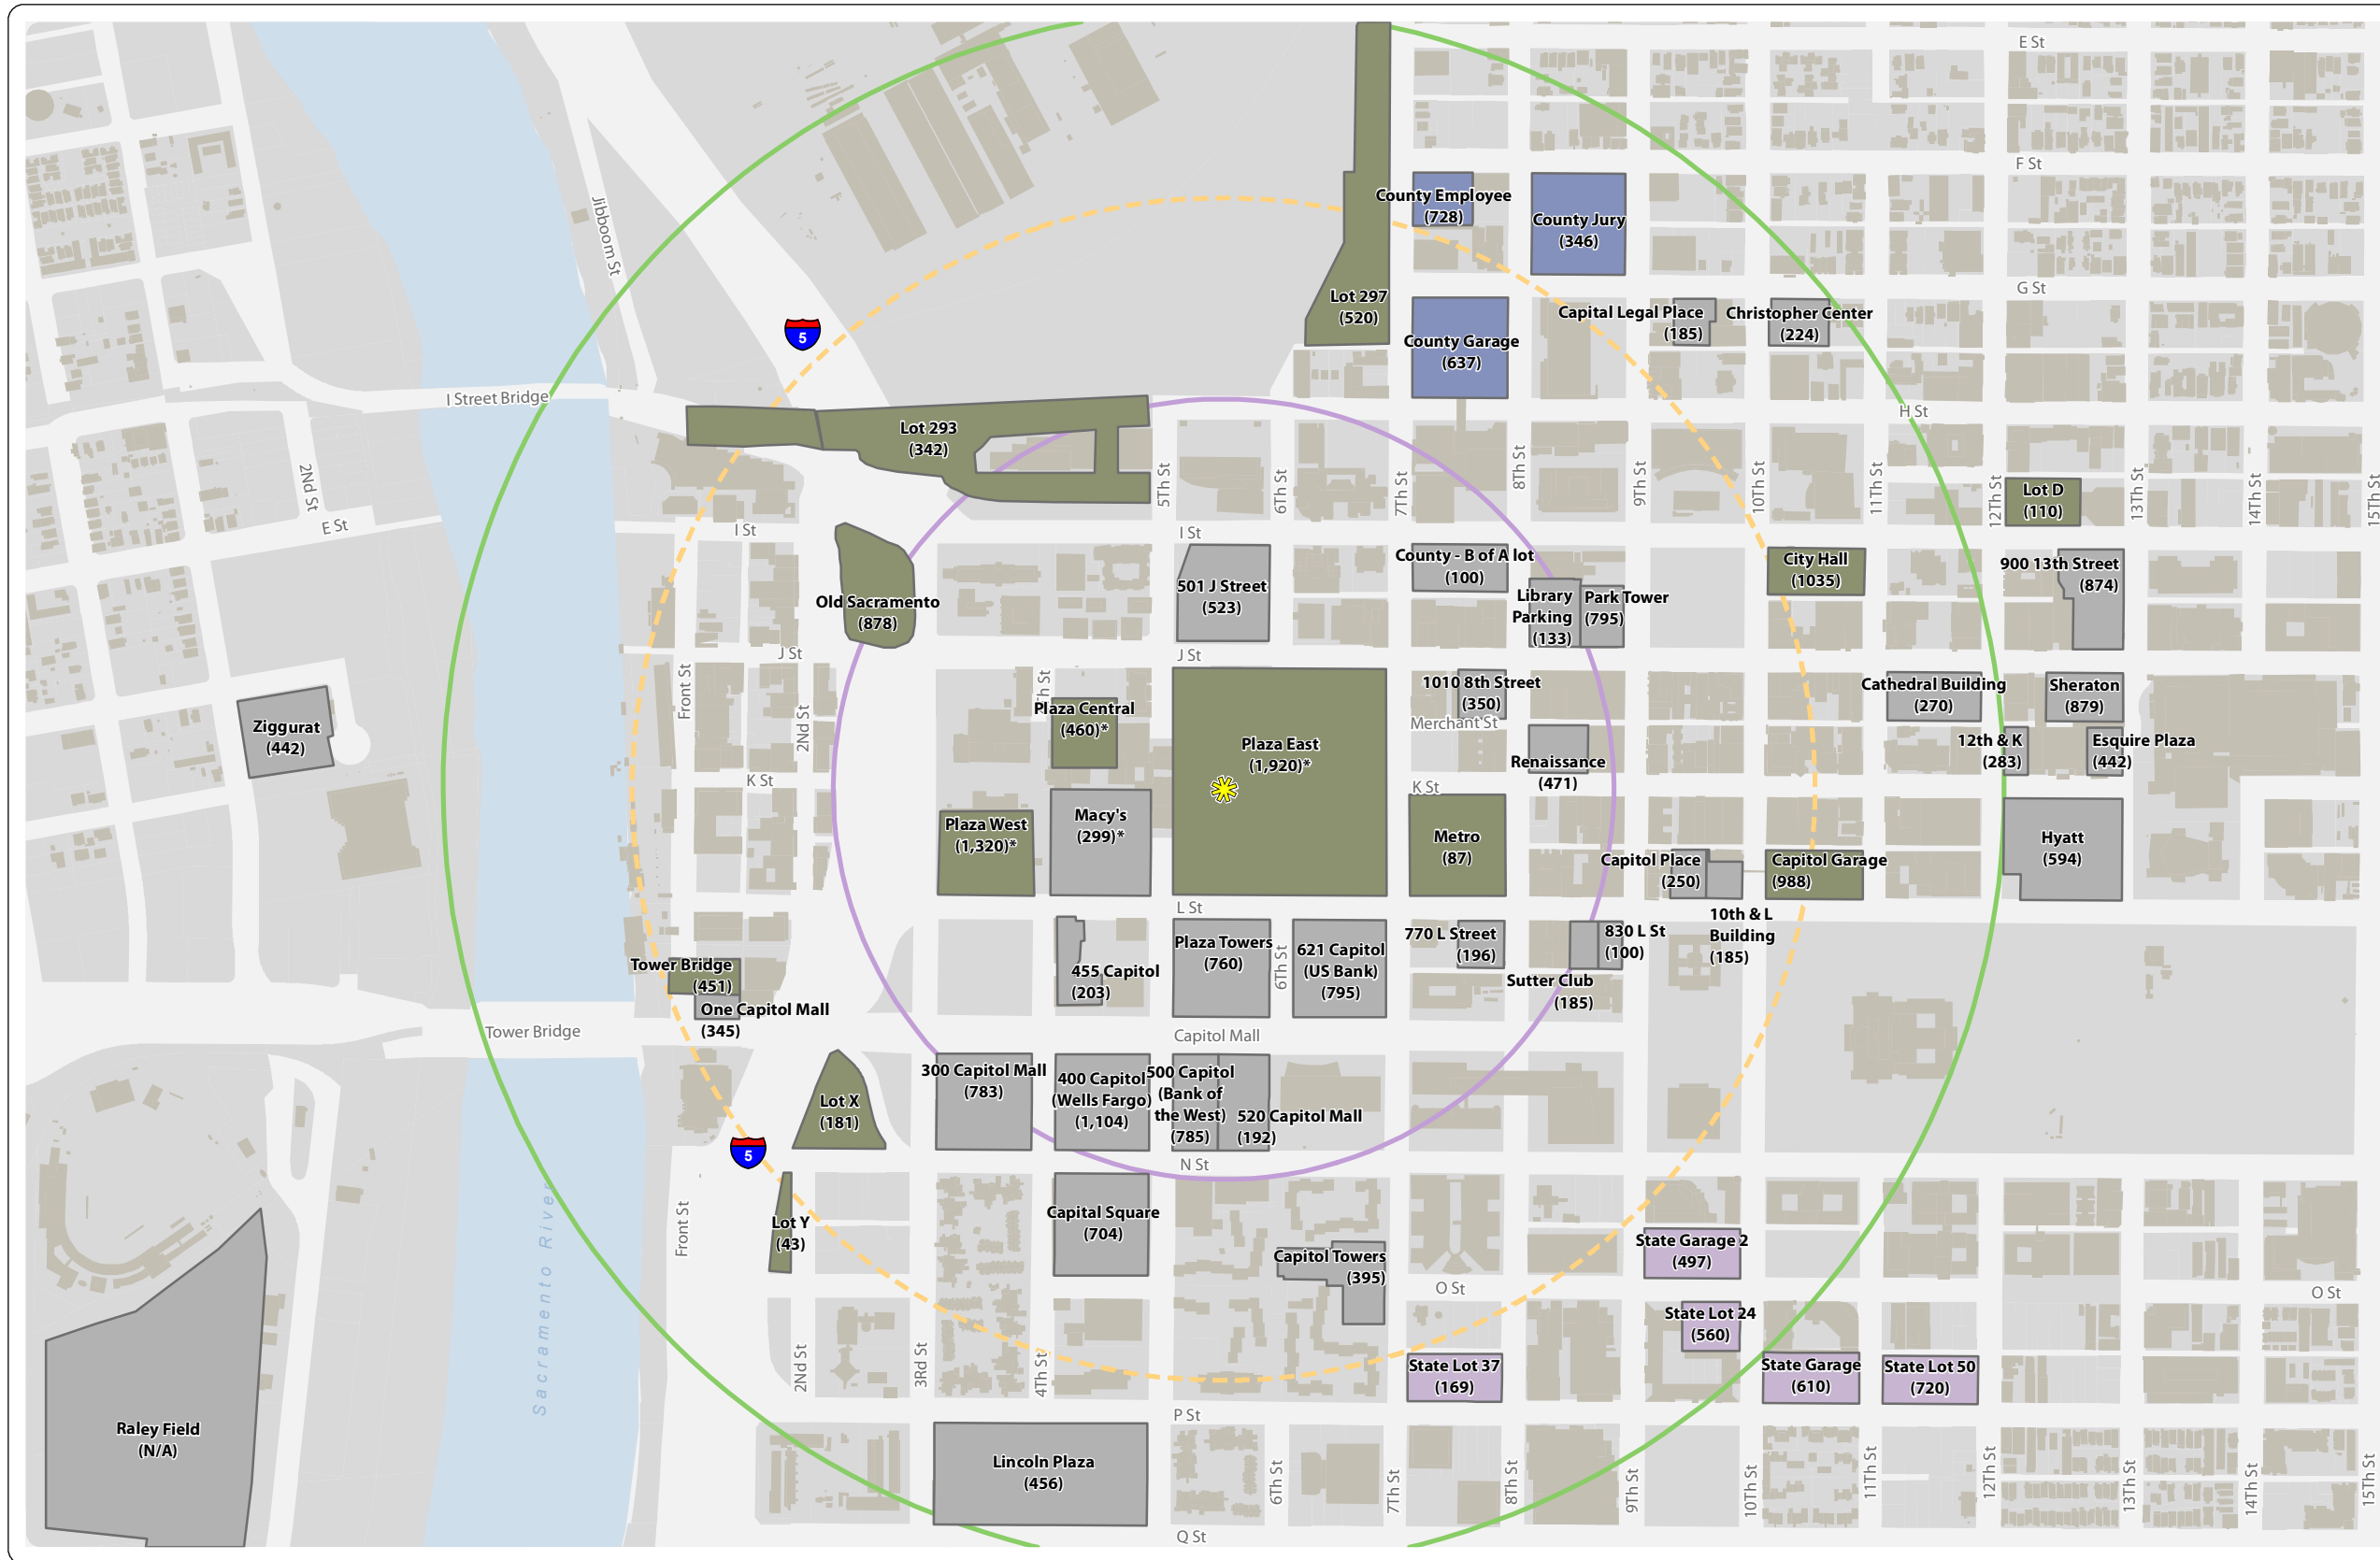 E St
F St
Jibboom St
County Employee
(728)
County Jury
(346)
G St
Lot 297
(520)
Capital Legal Place
(185)
Christopher Center
(224)
5
County Garage
(637)
I Street Bridge
H St
Lot 293
(342)
2Nd St
5Th St
6Th St
7Th St
8Th St
9Th St
10Th St
11Th St
12Th St
13Th St
14Th St
15Th St
Lot D
(110)
E St
I St
I St
County - B of A lot
(100)
City Hall
(1035)
900 13th Street
(874)
501 J Street
(523)
Old Sacramento
(878)
Library
Parking
(133)
Park Tower
(795)
J St
J St
Front St
2Nd St
Th St
Plaza Central
(460)*
1010 8th Street
(350)
Merchant St
Cathedral Building
(270)
Sheraton
(879)
Ziggurat
(442)
Plaza East
(1,920)*
12th & K
(283)
Esquire Plaza
(442)
Renaissance
(471)
K St
K St
Plaza West
(1,320)*
Macy's
(299)*
Metro
(87)
Hyatt
(594)
Capitol Place
(250)
Capitol Garage
(988)
L St
10th & L
Building
(185)
Plaza Towers
(760)
6Th St
621 Capitol
(US Bank)
(795)
770 L Street
(196)
830 L St
(100)
Tower Bridge
(451)
455 Capitol
(203)
Sutter Club
(185)
One Capitol Mall
(345)
Tower Bridge
Capitol Mall
300 Capitol Mall
(783)
400 Capitol
(Wells Fargo)
(1,104)
500 Capitol
(Bank of
the West)
(785)
520 Capitol Mall
(192)
Lot X
(181)
5
N St
Front St
Sacramento River
Lot Y
(43)
Capital Square
(704)
Capitol Towers
(395)
State Garage 2
(497)
O St
O St
State Lot 24
(560)
2Nd St
3Rd St
4Th St
State Lot 37
(169)
State Garage
(610)
State Lot 50
(720)
P St
Raley Field
(N/A)
Lincoln Plaza
(456)
6Th St
7Th St
8Th St
9Th St
10Th St
11Th St
12Th St
13Th St
14Th St
15Th St
Q St